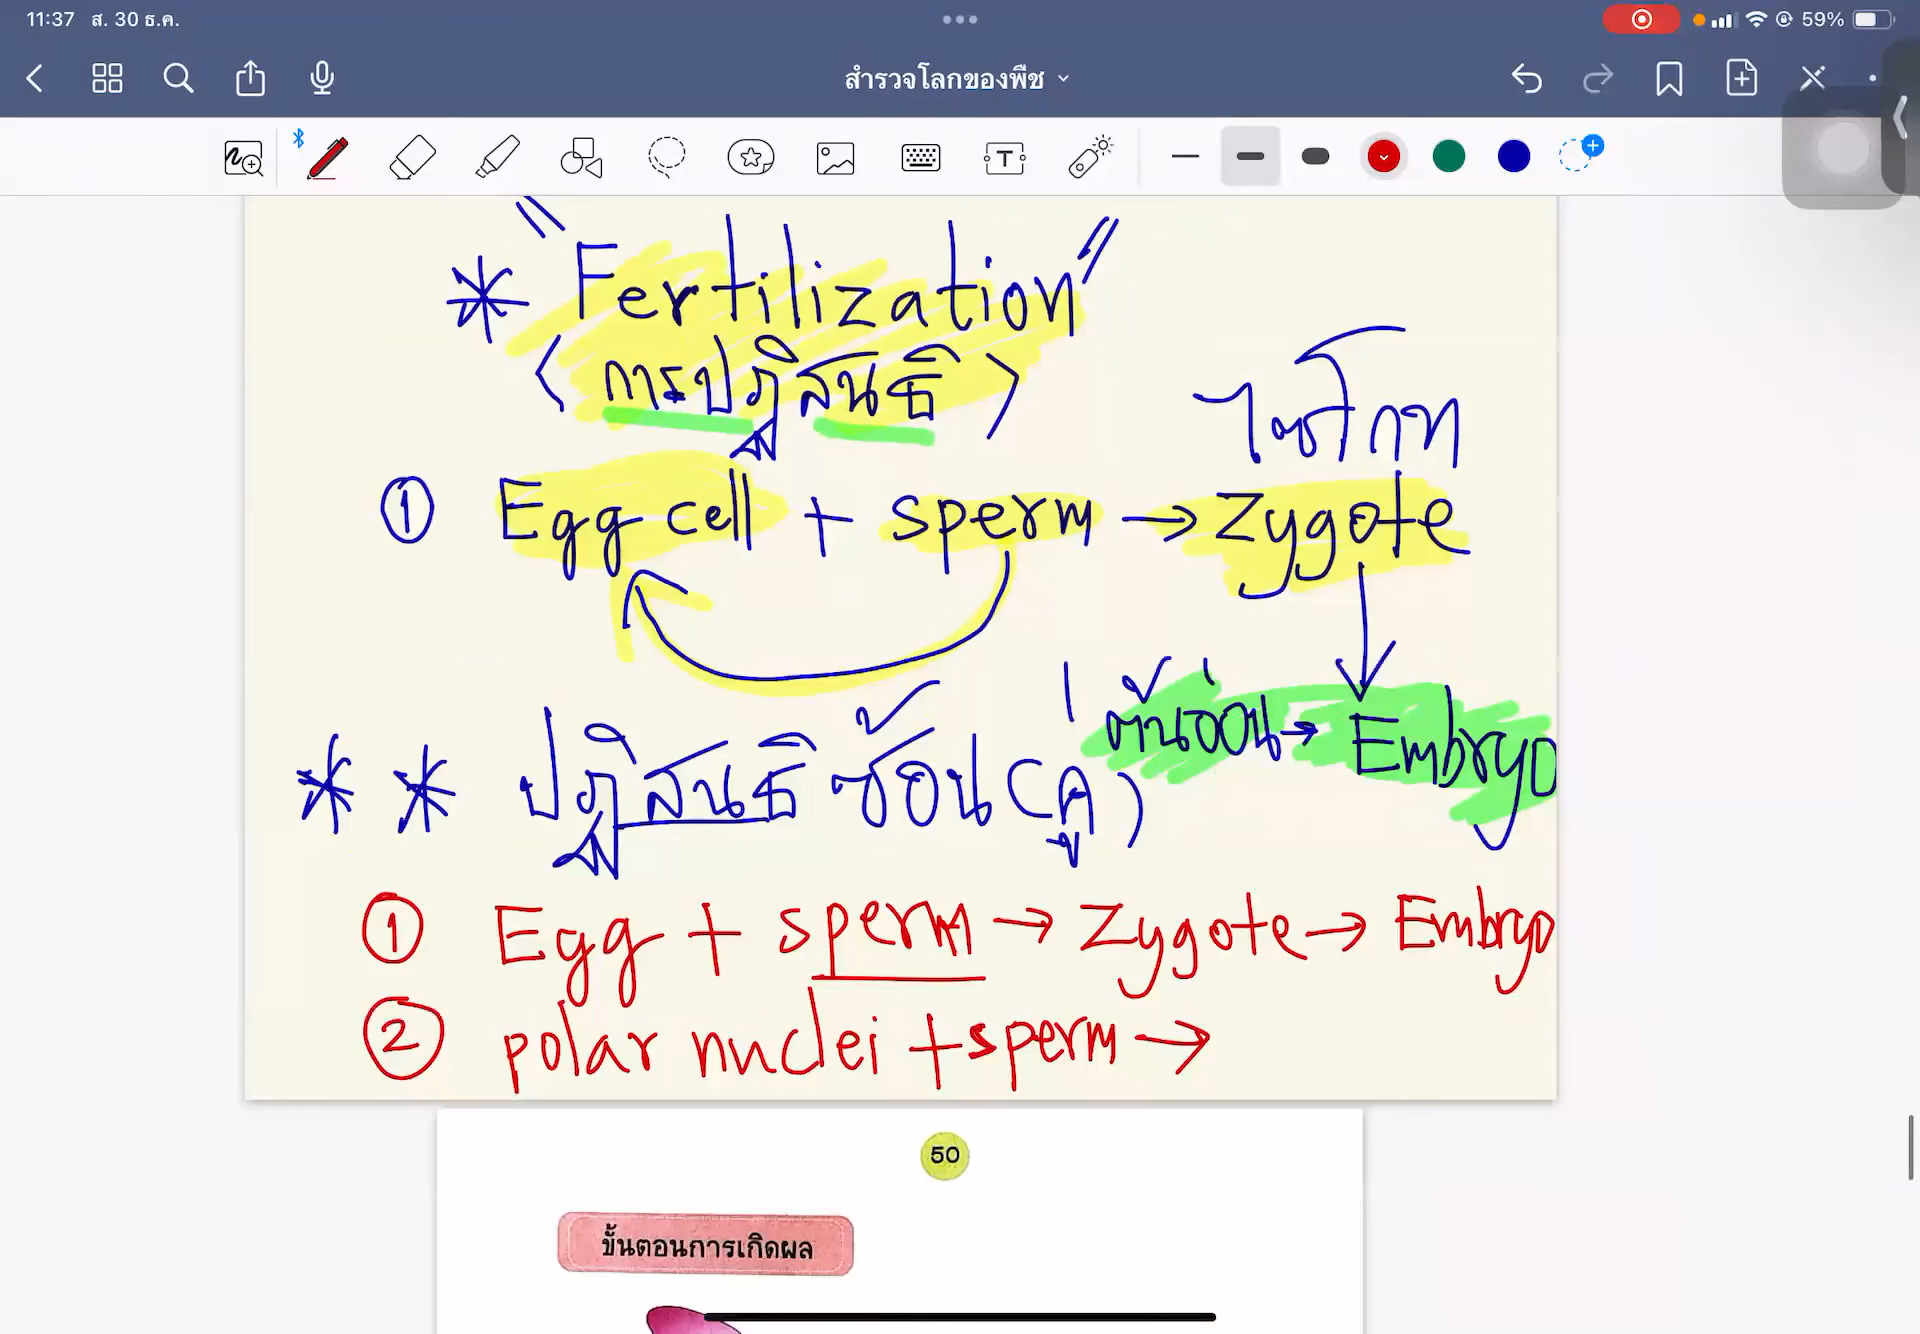 11:37 ส. 30 ธ.ค.
59%
สำรวจโลกของพืช
* "Fertilization"
<การปฏิสนธิ>
ไซโกท
① Egg cell + sperm → Zygote
ต้นอ่อน → Embryo
** ปฏิสนธิซ้อน (คู่)
① Egg + sperm → Zygote → Embryo
② polar nuclei + sperm →
50
ขั้นตอนการเกิดผล